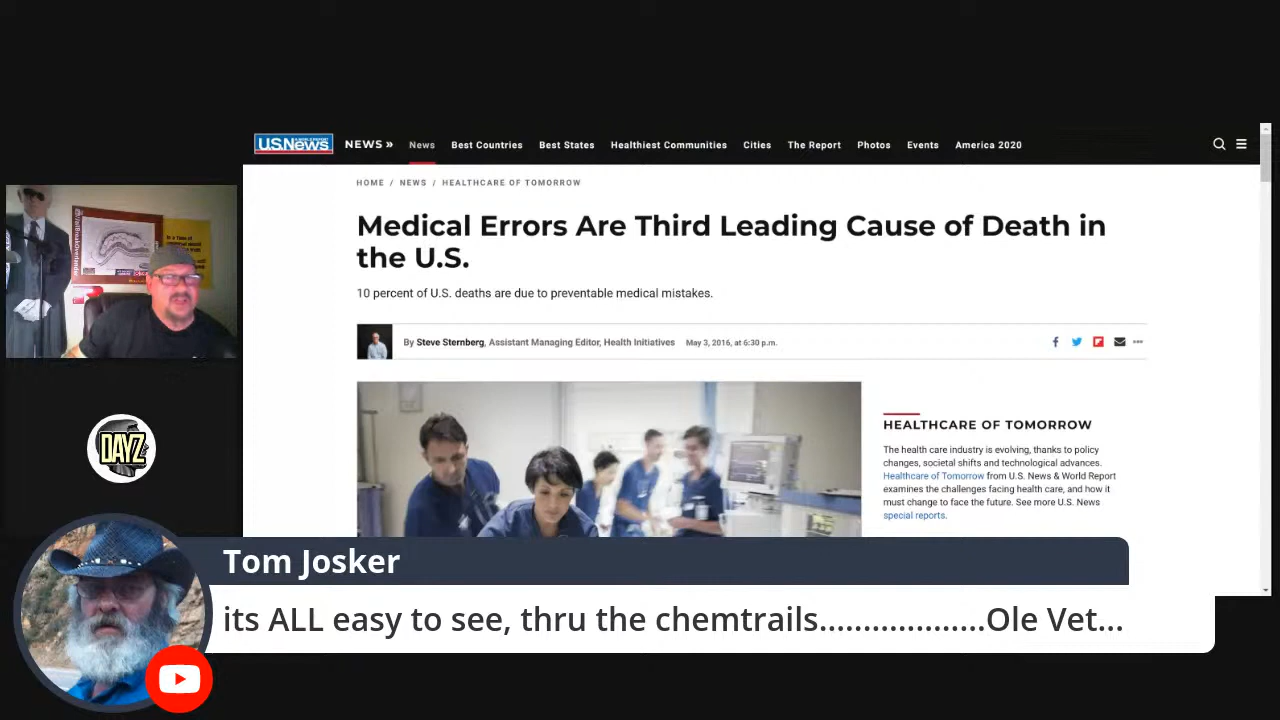 U.S.News
NEWS »
News
Best Countries
Best States
Healthiest Communities
Cities
The Report
Photos
Events
America 2020
HOME / NEWS / HEALTHCARE OF TOMORROW
Medical Errors Are Third Leading Cause of Death in
the U.S.
10 percent of U.S. deaths are due to preventable medical mistakes.
By Steve Sternberg, Assistant Managing Editor, Health Initiatives May 3, 2016, at 6:30 p.m.
HEALTHCARE OF TOMORROW
The health care industry is evolving, thanks to policy
changes, societal shifts and technological advances.
Healthcare of Tomorrow from U.S. News & World Report
examines the challenges facing health care, and how it
must change to face the future. See more U.S. News
special reports.
DAYZ
Tom Josker
its ALL easy to see, thru the chemtrails..................Ole Vet...